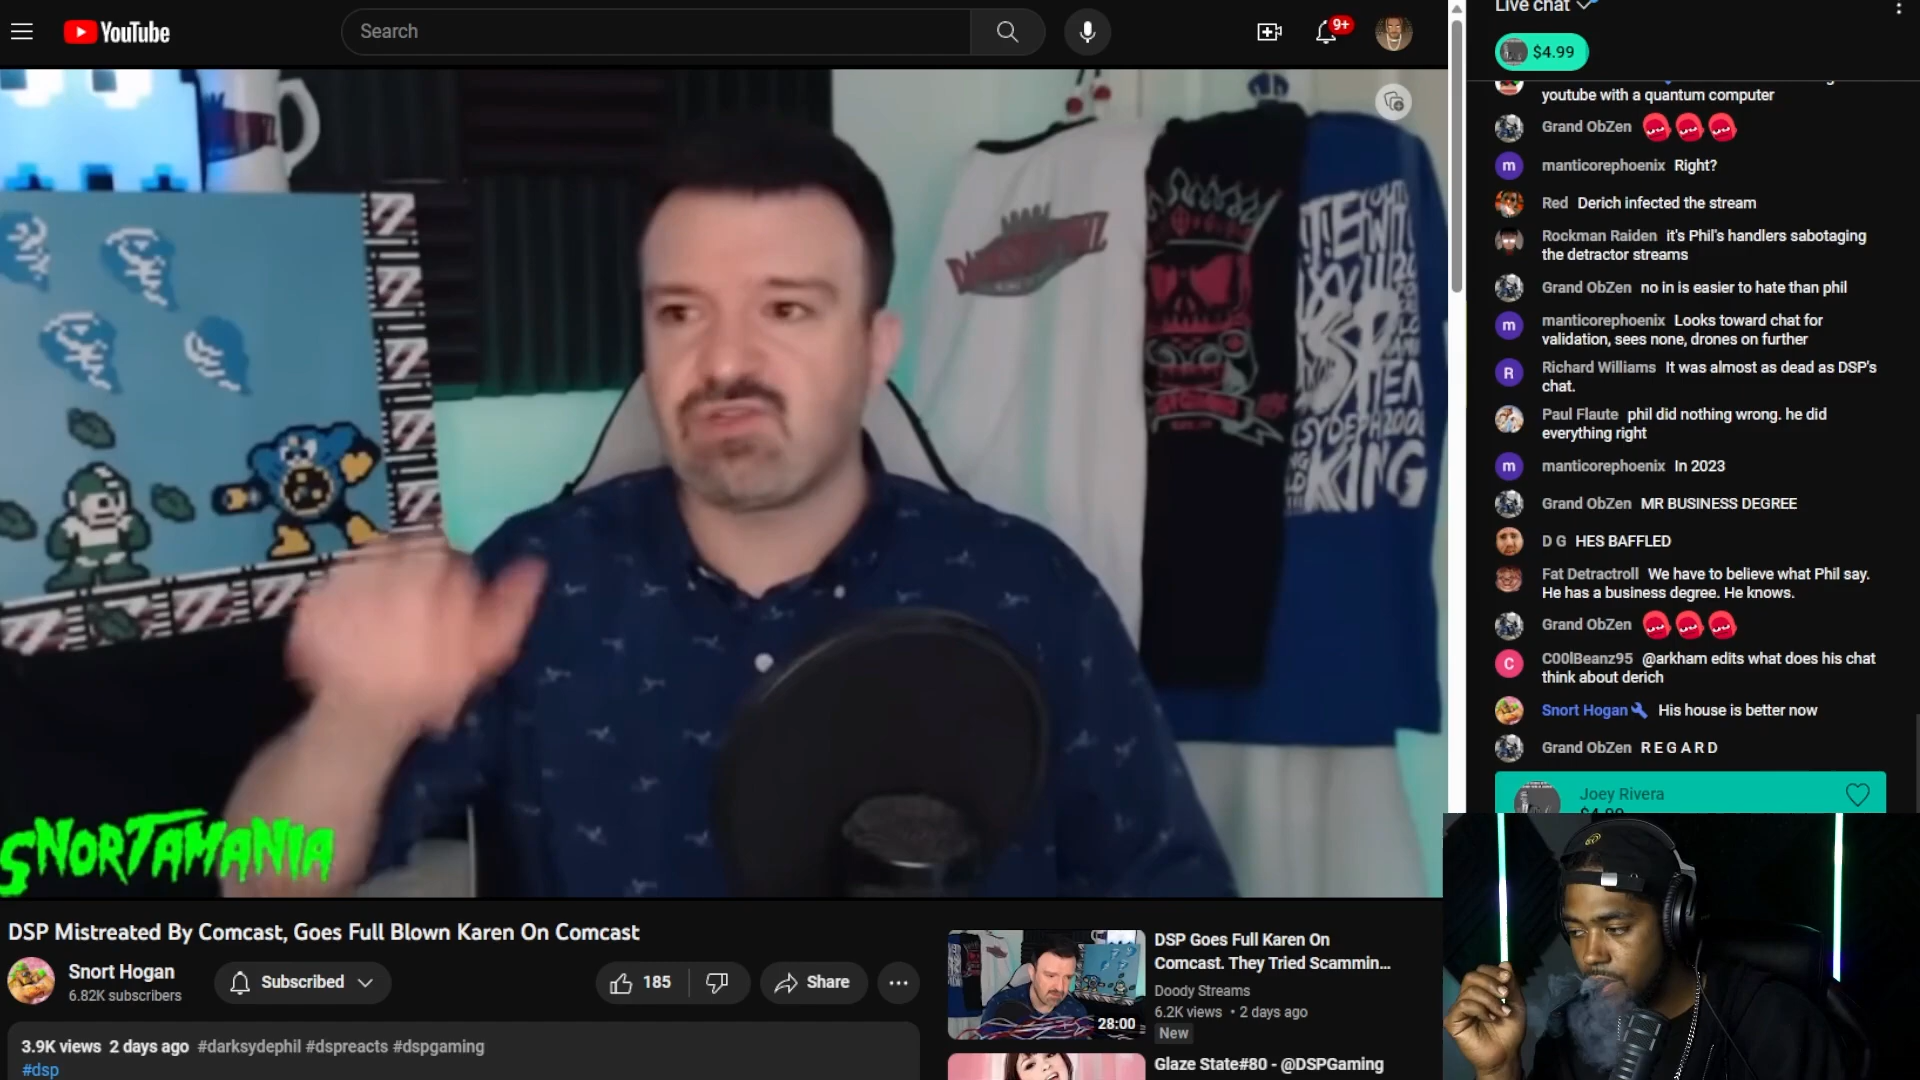 YouTube
Search
9+
Live chat
$4.99
youtube with a quantum computer
Grand ObZen
manticorephoenix Right?
Red Derich infected the stream
Rockman Raiden it's Phil's handlers sabotaging
the detractor streams
Grand ObZen no in is easier to hate than phil
manticorephoenix Looks toward chat for
validation, sees none, drones on further
Richard Williams It was almost as dead as DSP's
chat.
Paul Flaute phil did nothing wrong. he did
everything right
manticorephoenix In 2023
Grand ObZen MR BUSINESS DEGREE
D G HES BAFFLED
Fat Detractroll We have to believe what Phil say.
He has a business degree. He knows.
Grand ObZen
C00lBeanz95 @arkham edits what does his chat
think about derich
Snort Hogan His house is better now
Grand ObZen R E G A R D
Joey Rivera
$4.99
KING
SNORTAMANIA
DSP Mistreated By Comcast, Goes Full Blown Karen On Comcast
Snort Hogan
6.82K subscribers
Subscribed
185
Share
3.9K views 2 days ago #darksydephil #dspreacts #dspgaming
#dsp
28:00
DSP Goes Full Karen On
Comcast. They Tried Scammin...
Doody Streams
6.2K views • 2 days ago
New
Glaze State#80 - @DSPGaming